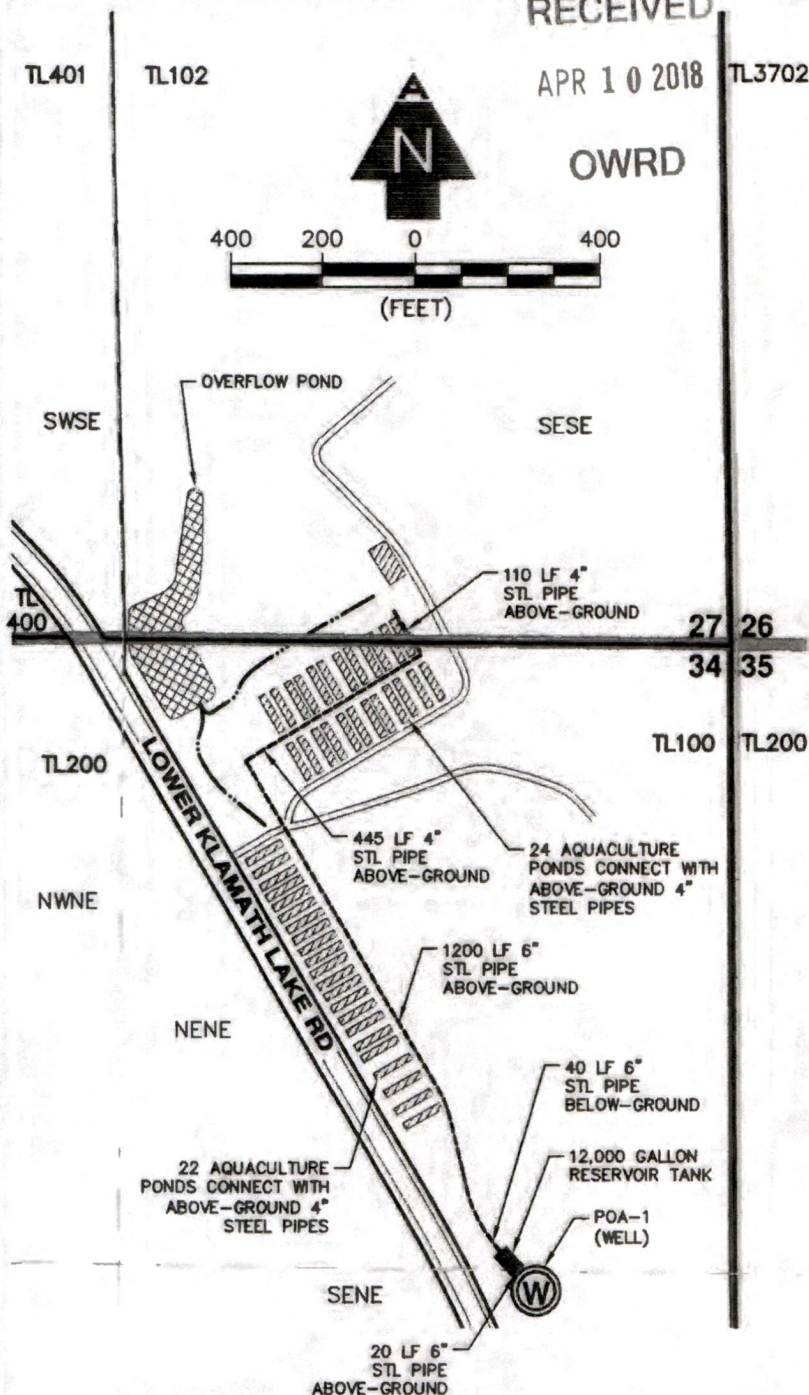 RECEIVED
TL401
TL102
APR 10 2018
TL3702
A
N
OWRD
400 200 0 400
(FEET)
OVERFLOW POND
SWSE
SESE
110 LF 4"
STL PIPE
ABOVE-GROUND
TL
400
27 26
34 35
TL200
TL100
TL200
LOWER KLAMATH LAKE RD
445 LF 4"
STL PIPE
ABOVE-GROUND
24 AQUACULTURE
PONDS CONNECT WITH
ABOVE-GROUND 4"
STEEL PIPES
NWNE
1200 LF 6"
STL PIPE
ABOVE-GROUND
NENE
40 LF 6"
STL PIPE
BELOW-GROUND
22 AQUACULTURE
PONDS CONNECT WITH
ABOVE-GROUND 4"
STEEL PIPES
12,000 GALLON
RESERVOIR TANK
POA-1
(WELL)
W
SENE
20 LF 6"
STL PIPE
ABOVE-GROUND